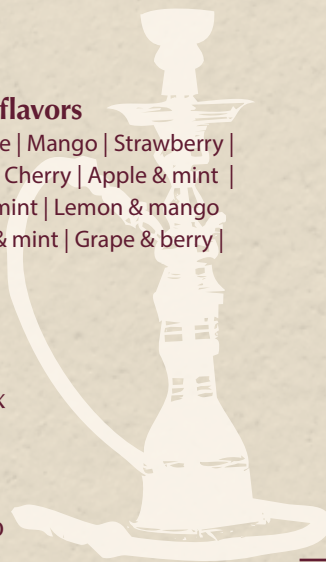 flavors
e | Mango | Strawberry |
Cherry | Apple & mint |
mint | Lemon & mango
& mint | Grape & berry |
K